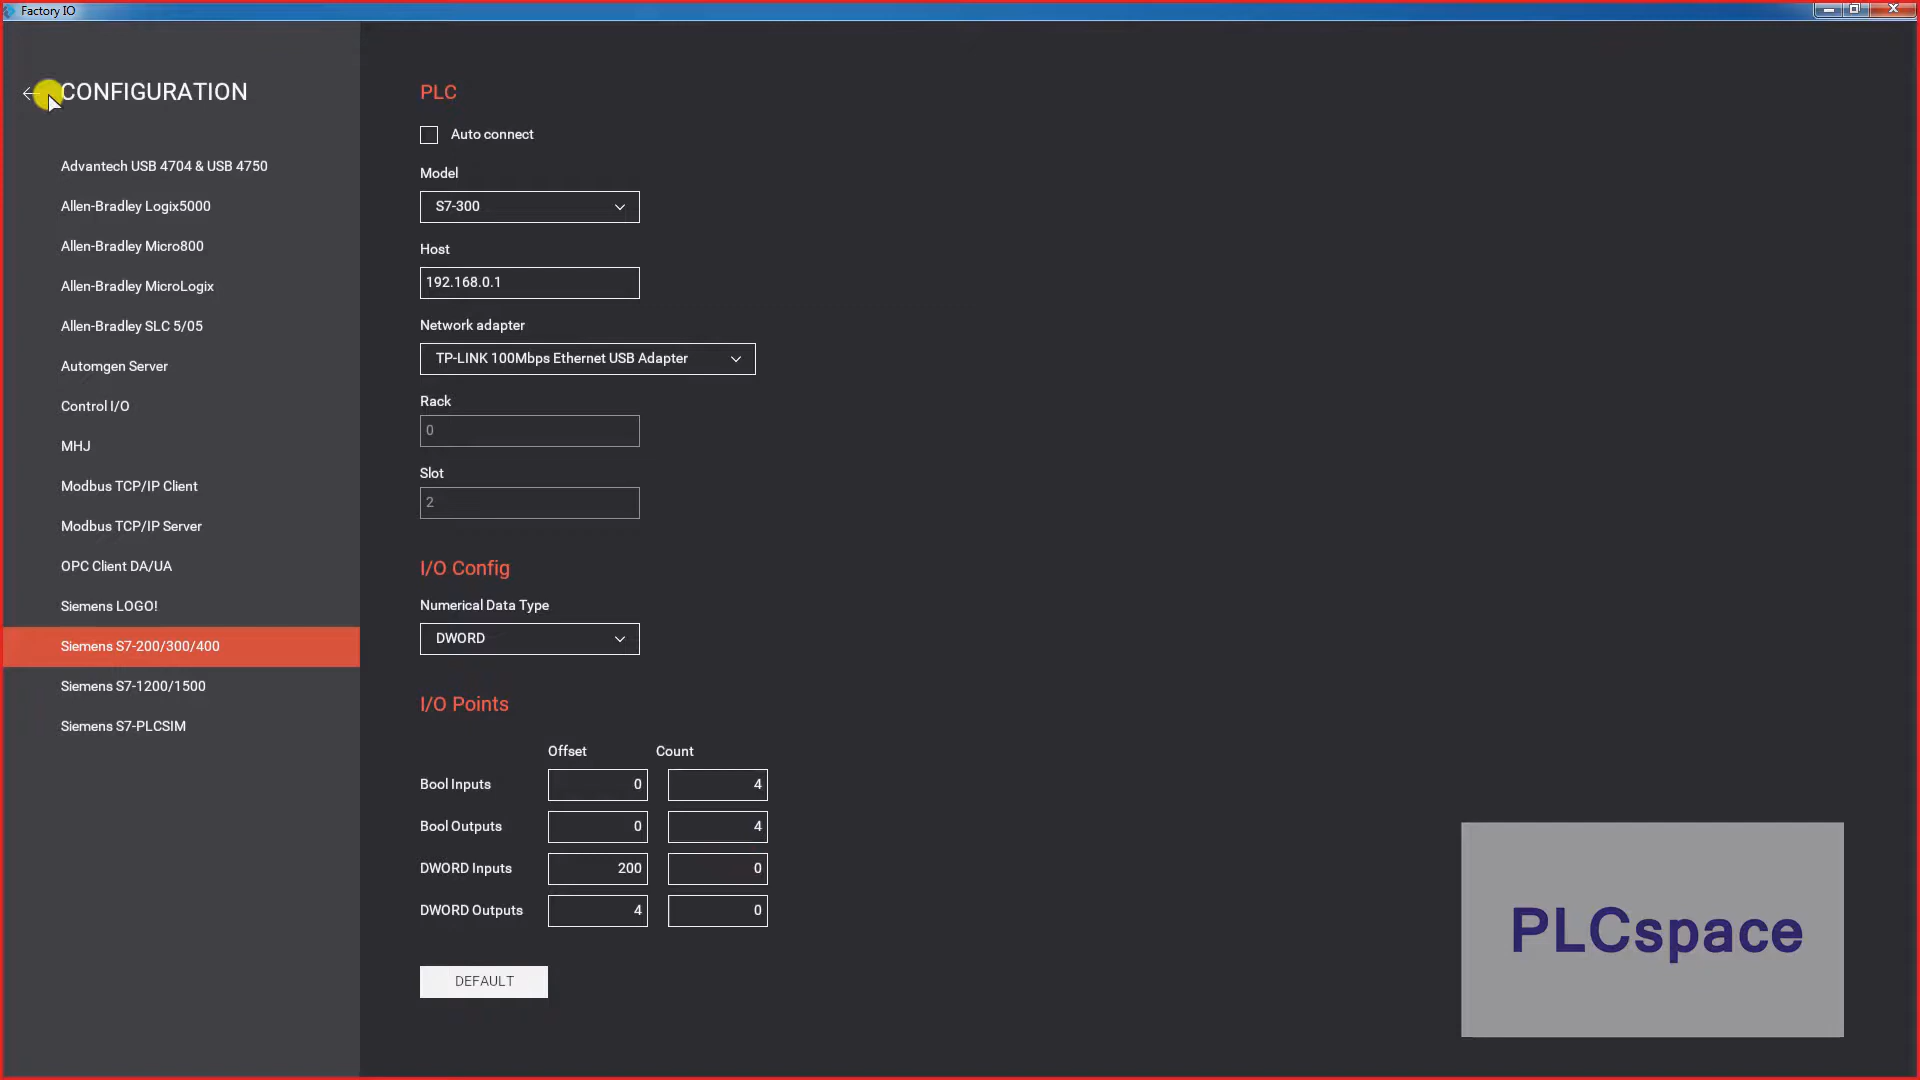 Factory IO
CONFIGURATION
Advantech USB 4704 & USB 4750
Allen-Bradley Logix5000
Allen-Bradley Micro800
Allen-Bradley MicroLogix
Allen-Bradley SLC 5/05
Automgen Server
Control I/O
MHJ
Modbus TCP/IP Client
Modbus TCP/IP Server
OPC Client DA/UA
Siemens LOGO!
Siemens S7-200/300/400
Siemens S7-1200/1500
Siemens S7-PLCSIM
PLC
Auto connect
Model
S7-300
Host
192.168.0.1
Network adapter
TP-LINK 100Mbps Ethernet USB Adapter
Rack
0
Slot
2
I/O Config
Numerical Data Type
DWORD
I/O Points
Offset Count
Bool Inputs 0 4
Bool Outputs 0 4
DWORD Inputs 200 0
DWORD Outputs 4 0
DEFAULT
PLCspace